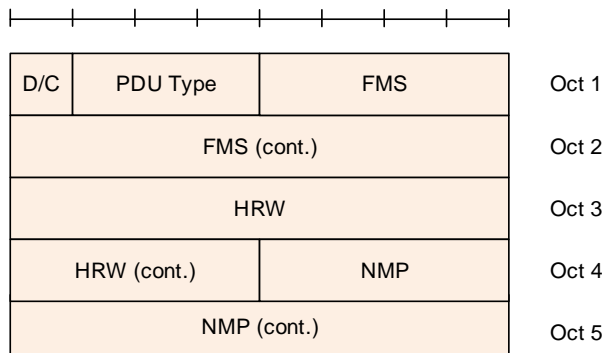 D/C PDU Type FMS Oct 1
FMS (cont.) Oct 2
HRW Oct 3
HRW (cont.) NMP Oct 4
NMP (cont.) Oct 5